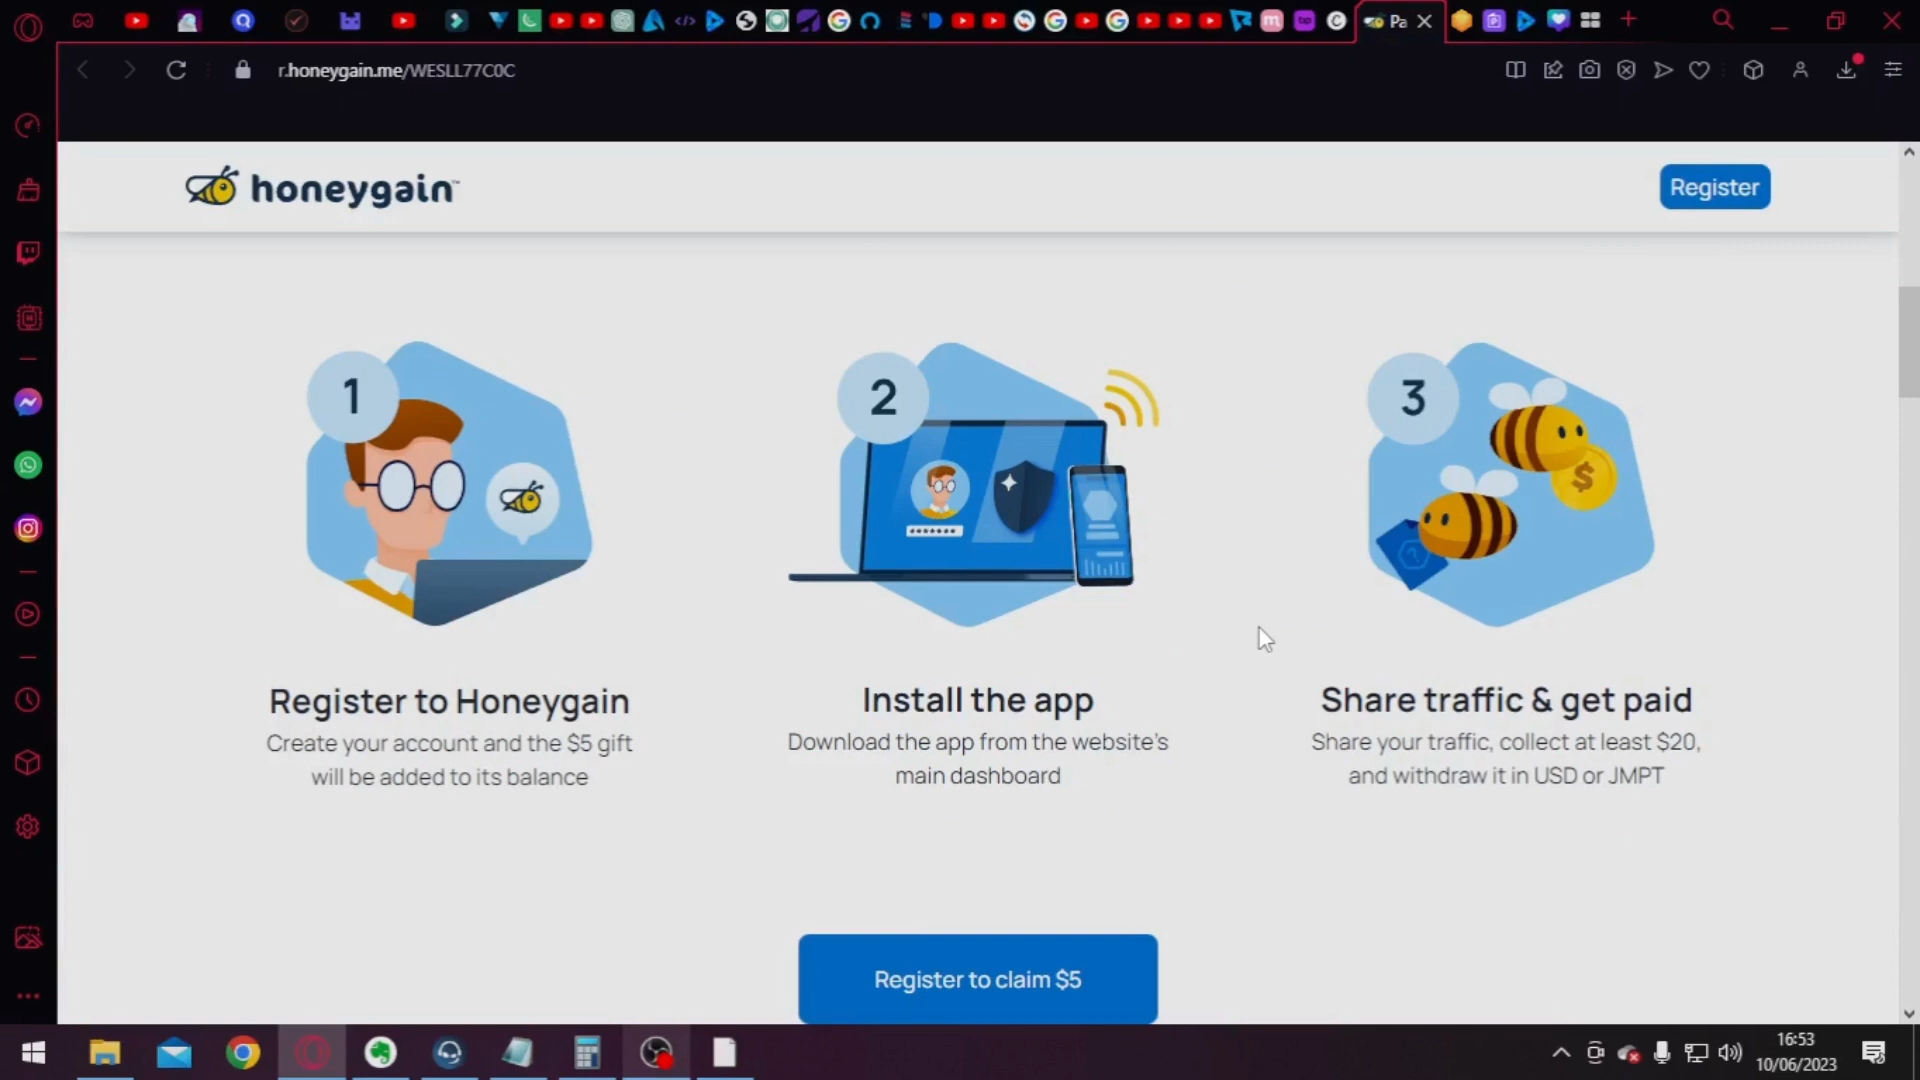 Pa
r.honeygain.me/WESLL77C0C
honeygain™
Register
1
2
3
Register to Honeygain
Create your account and the $5 gift
will be added to its balance
Install the app
Download the app from the website's
main dashboard
Share traffic & get paid
Share your traffic, collect at least $20,
and withdraw it in USD or JMPT
Register to claim $5
16:53
10/06/2023